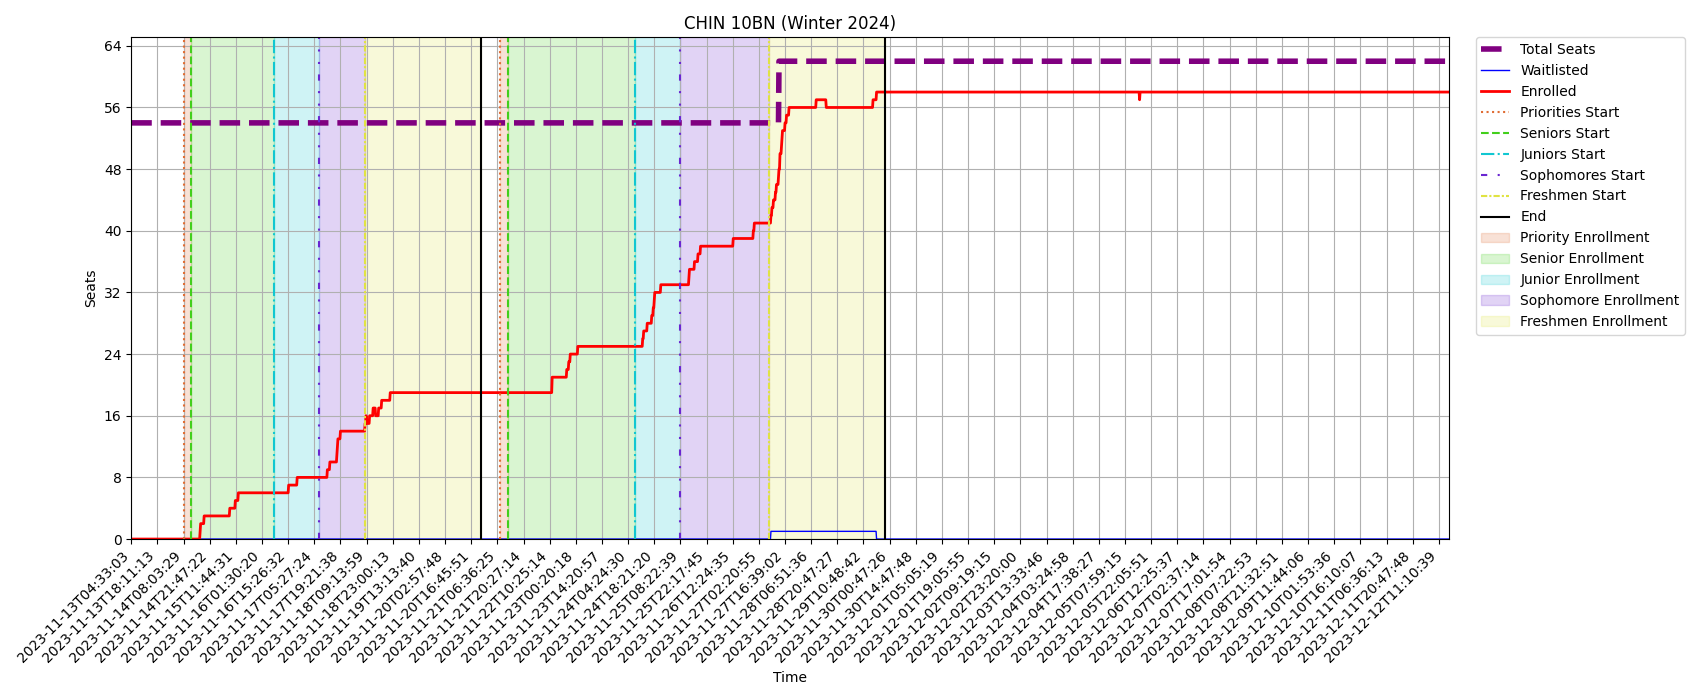 CHIN 10BN (Winter 2024)
Seats
64
56
48
40
32
24
16
8
0
2023-11-13T04:33:03
2023-11-13T18:11:13
2023-11-14T08:03:29
2023-11-14T21:47:22
2023-11-15T11:44:31
2023-11-16T01:30:20
2023-11-16T15:26:32
2023-11-17T05:27:24
2023-11-17T19:21:38
2023-11-18T09:13:59
2023-11-18T23:00:13
2023-11-19T13:13:40
2023-11-20T02:57:48
2023-11-20T16:45:51
2023-11-21T06:36:25
2023-11-21T20:27:14
2023-11-22T10:25:14
2023-11-23T00:20:18
2023-11-23T14:20:57
2023-11-24T04:24:30
2023-11-24T18:21:20
2023-11-25T08:22:39
2023-11-25T22:17:45
2023-11-26T12:24:35
2023-11-27T02:20:55
2023-11-27T16:39:02
2023-11-28T06:51:36
2023-11-28T20:47:27
2023-11-29T10:48:42
2023-11-30T00:47:26
2023-11-30T14:47:48
2023-12-01T05:05:19
2023-12-01T19:05:55
2023-12-02T09:19:15
2023-12-02T23:20:00
2023-12-03T13:33:46
2023-12-04T03:24:58
2023-12-04T17:38:27
2023-12-05T07:59:15
2023-12-05T22:05:51
2023-12-06T12:25:37
2023-12-07T02:37:14
2023-12-07T17:01:54
2023-12-08T07:22:53
2023-12-08T21:32:51
2023-12-09T11:44:06
2023-12-10T01:53:36
2023-12-10T16:10:07
2023-12-11T06:36:13
2023-12-11T20:47:48
2023-12-12T11:10:39
Time
Total Seats
Waitlisted
Enrolled
Priorities Start
Seniors Start
Juniors Start
Sophomores Start
Freshmen Start
End
Priority Enrollment
Senior Enrollment
Junior Enrollment
Sophomore Enrollment
Freshmen Enrollment